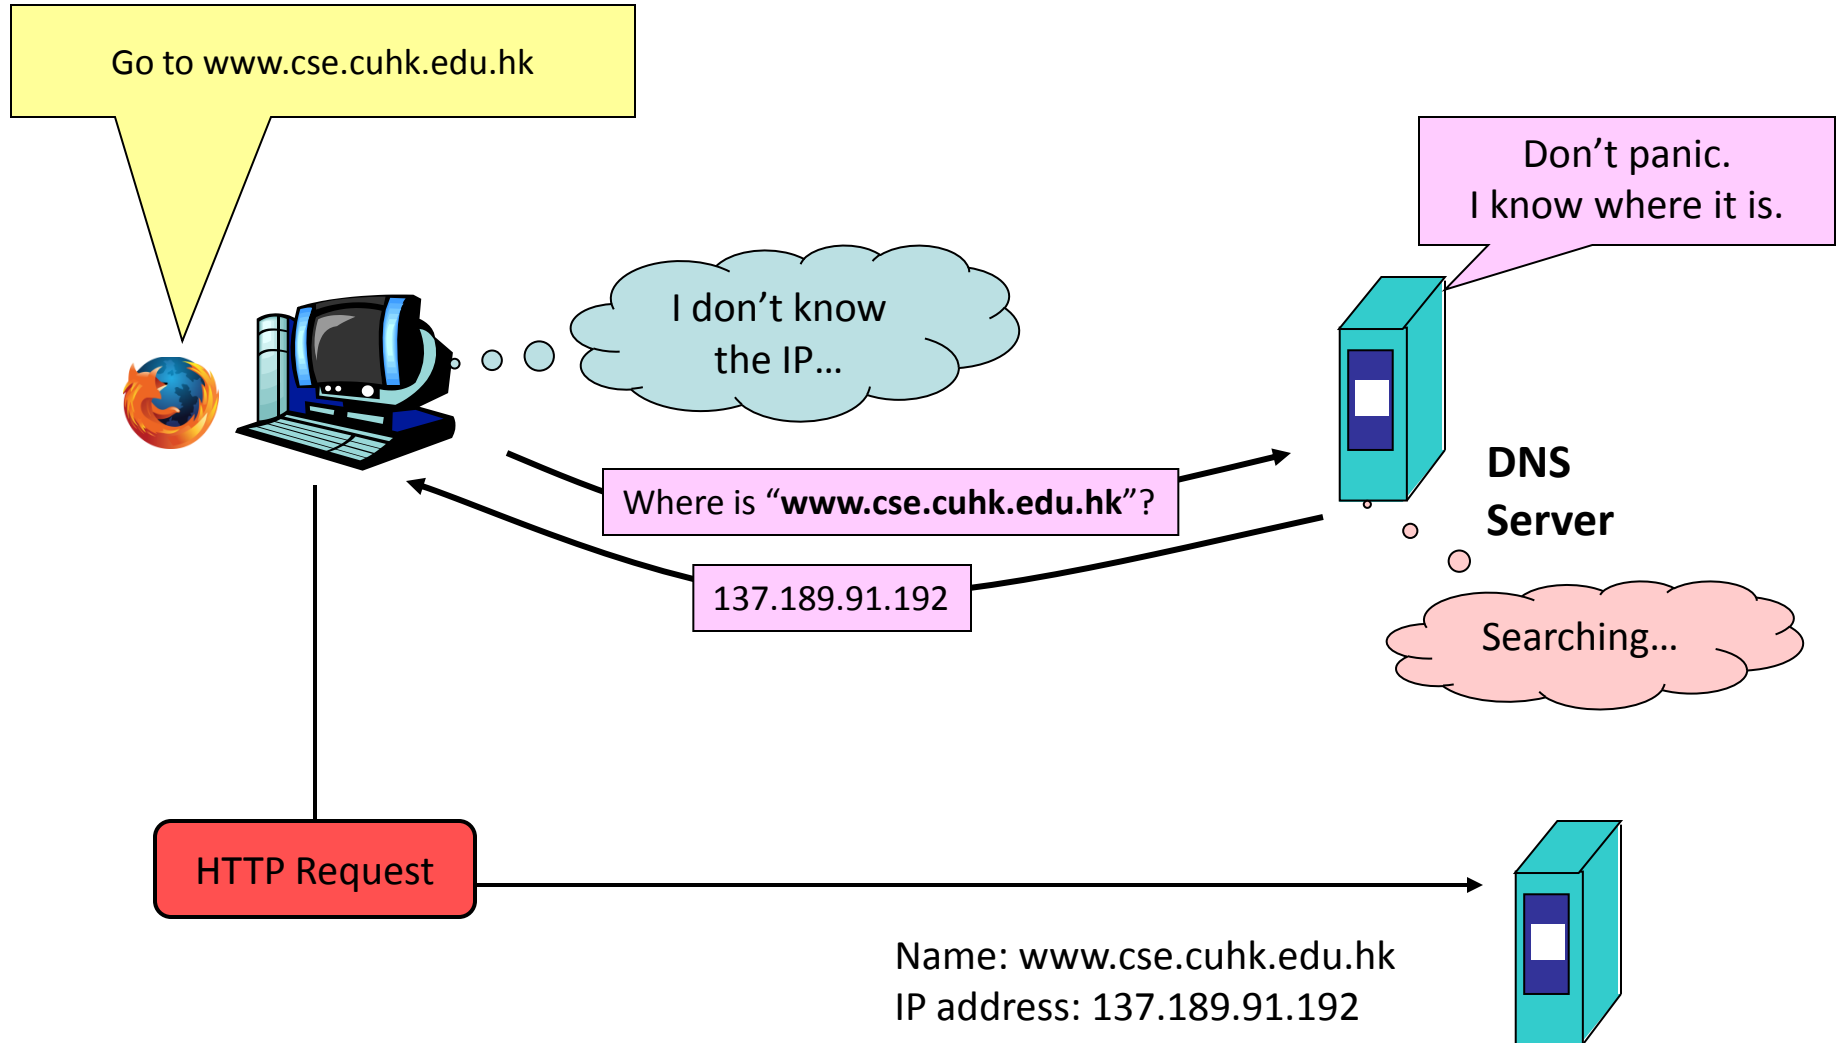 Go to www.cse.cuhk.edu.hk
Don’t panic.
I know where it is.
I don’t know
the IP…
Where is “www.cse.cuhk.edu.hk”?
DNS
Server
137.189.91.192
Searching…
HTTP Request
Name: www.cse.cuhk.edu.hk
IP address: 137.189.91.192